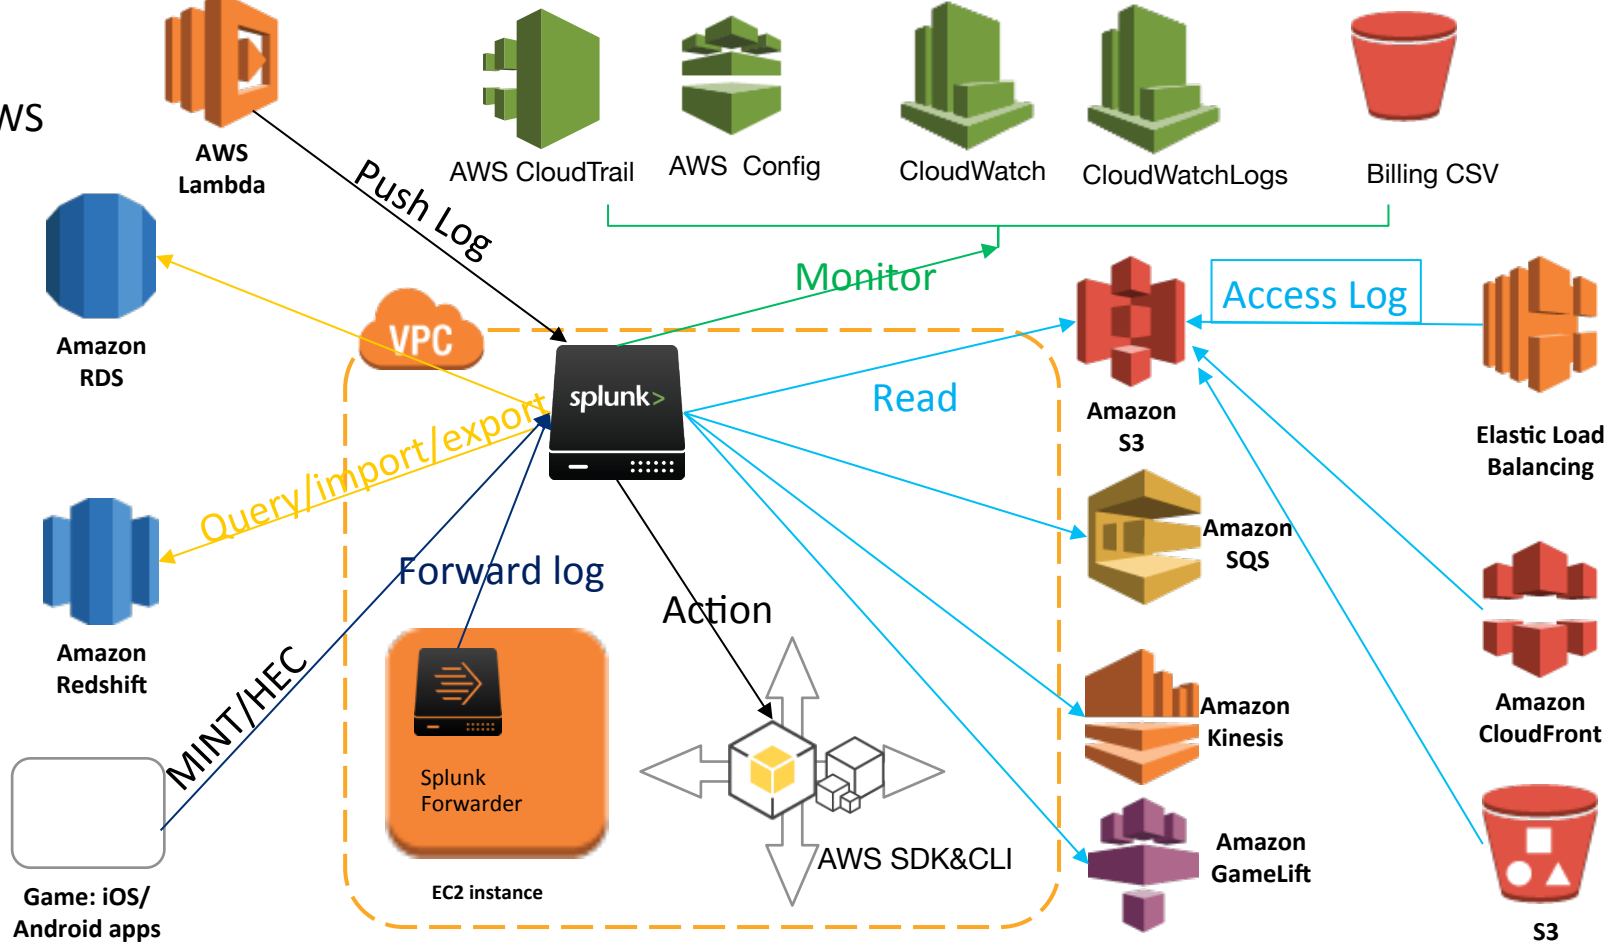 WS
AWS
Lambda
Push Log
AWS CloudTrail
AWS Config
CloudWatch
CloudWatchLogs
Billing CSV
Amazon
RDS
Monitor
Access Log
VPC
splunk>
Read
Amazon
S3
Elastic Load
Balancing
Query/import/export
Amazon
SQS
Forward log
Action
Amazon
Redshift
MINT/HEC
Amazon
Kinesis
Amazon
CloudFront
Splunk
Forwarder
AWS SDK&CLI
Amazon
GameLift
EC2 instance
Game: iOS/
Android apps
S3